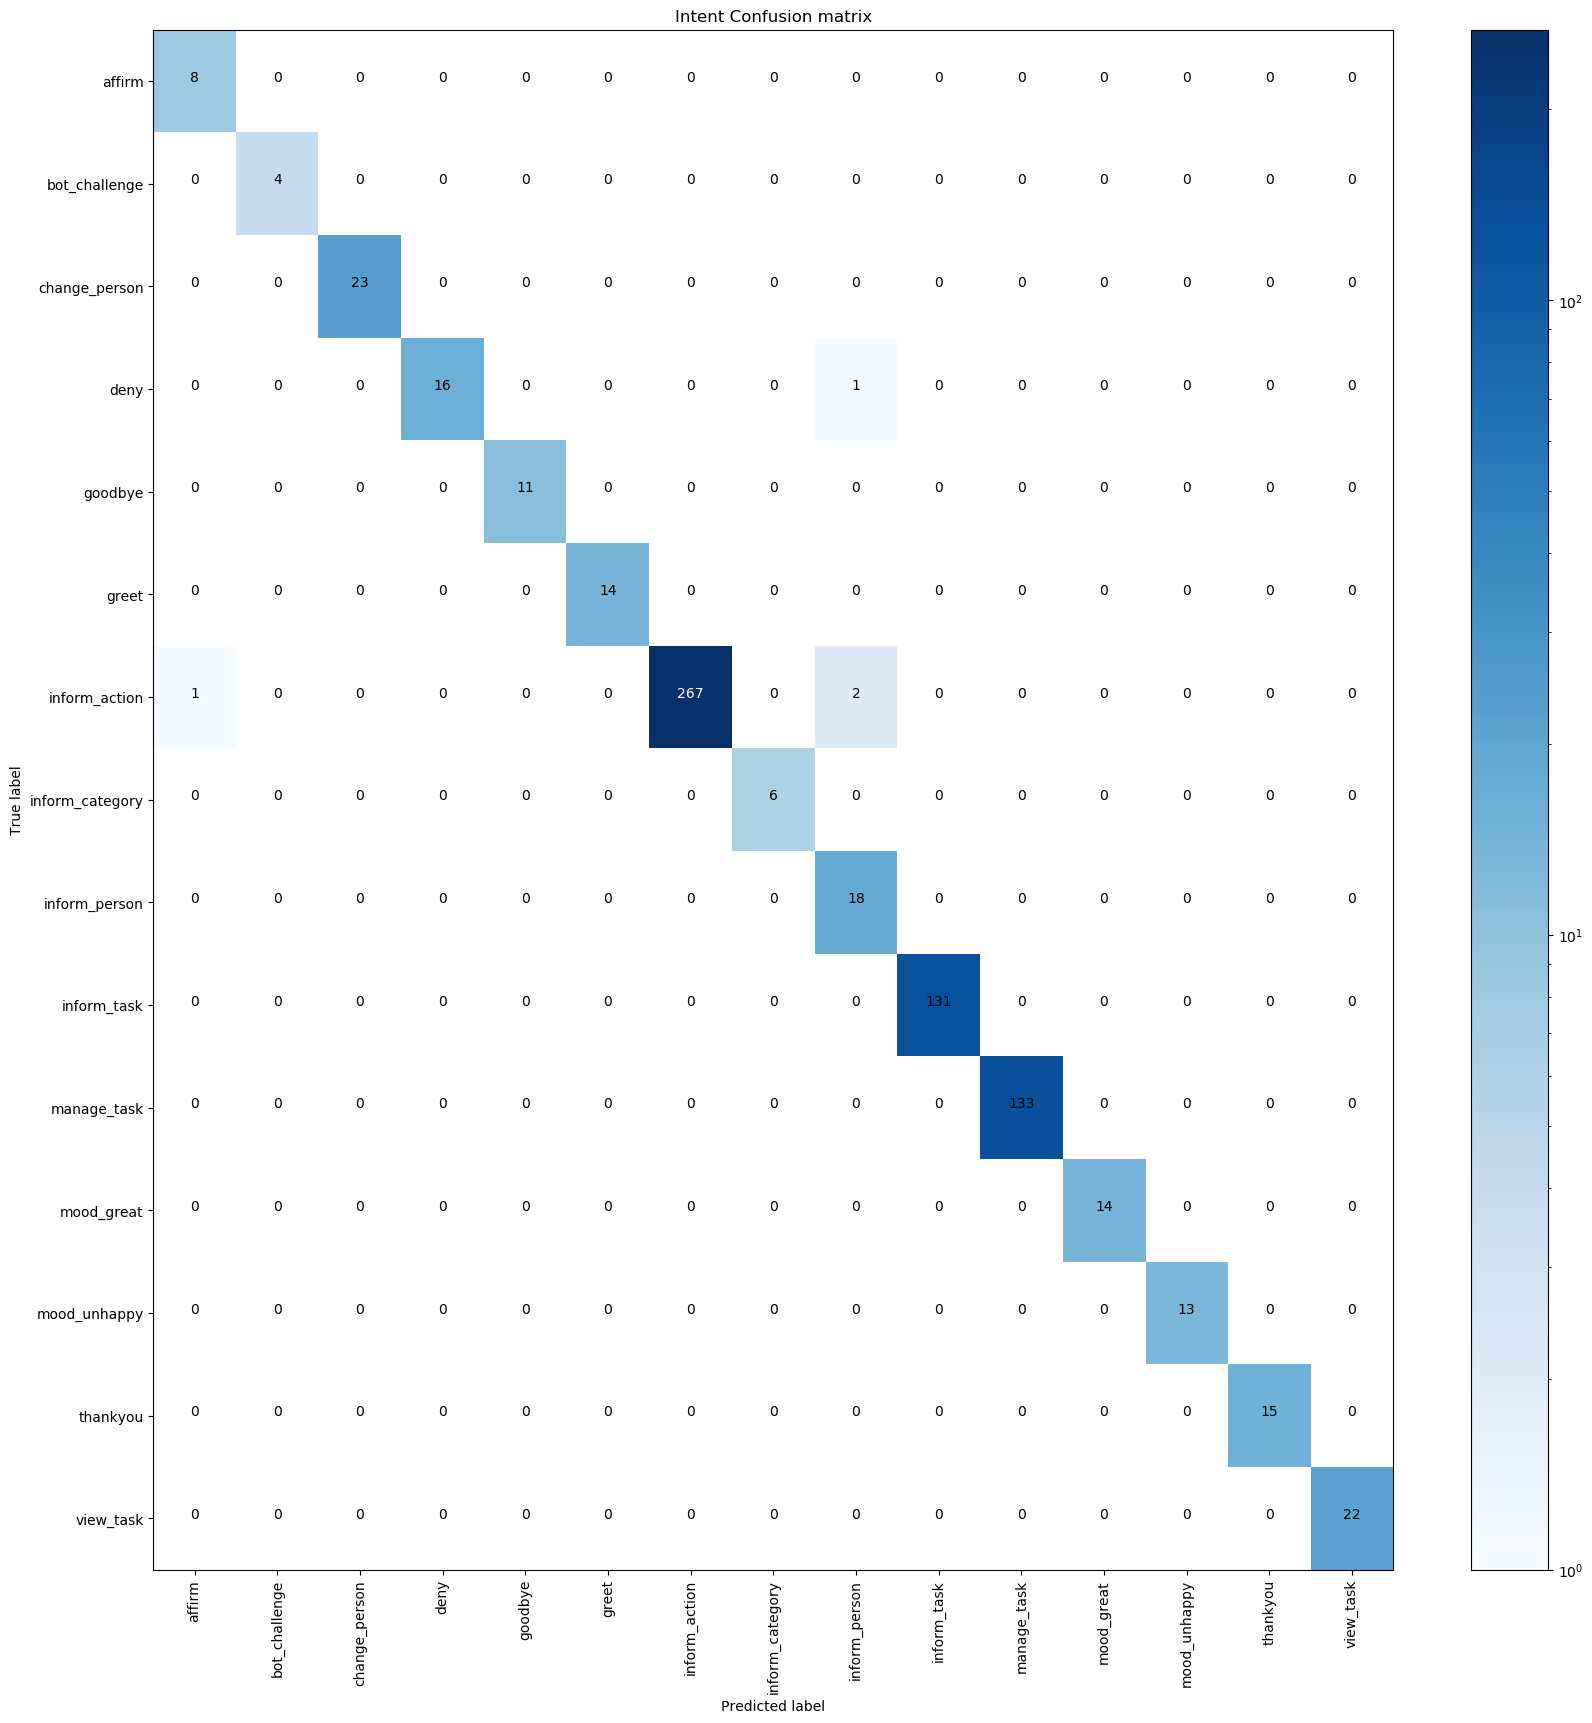 Intent Confusion matrix
affirm 8 0 0 0 0 0 0 0 0 0 0 0 0 0 0
bot_challenge 0 4 0 0 0 0 0 0 0 0 0 0 0 0 0
change_person 0 0 23 0 0 0 0 0 0 0 0 0 0 0 0
deny 0 0 0 16 0 0 0 0 1 0 0 0 0 0 0
goodbye 0 0 0 0 11 0 0 0 0 0 0 0 0 0 0
greet 0 0 0 0 0 14 0 0 0 0 0 0 0 0 0
inform_action 1 0 0 0 0 0 267 0 2 0 0 0 0 0 0
inform_category 0 0 0 0 0 0 0 6 0 0 0 0 0 0 0
inform_person 0 0 0 0 0 0 0 0 18 0 0 0 0 0 0
inform_task 0 0 0 0 0 0 0 0 0 131 0 0 0 0 0
manage_task 0 0 0 0 0 0 0 0 0 0 133 0 0 0 0
mood_great 0 0 0 0 0 0 0 0 0 0 0 14 0 0 0
mood_unhappy 0 0 0 0 0 0 0 0 0 0 0 0 13 0 0
thankyou 0 0 0 0 0 0 0 0 0 0 0 0 0 15 0
view_task 0 0 0 0 0 0 0 0 0 0 0 0 0 0 22
True label
affirm
bot_challenge
change_person
deny
goodbye
greet
inform_action
inform_category
inform_person
inform_task
manage_task
mood_great
mood_unhappy
thankyou
view_task
Predicted label
10²
10¹
10⁰